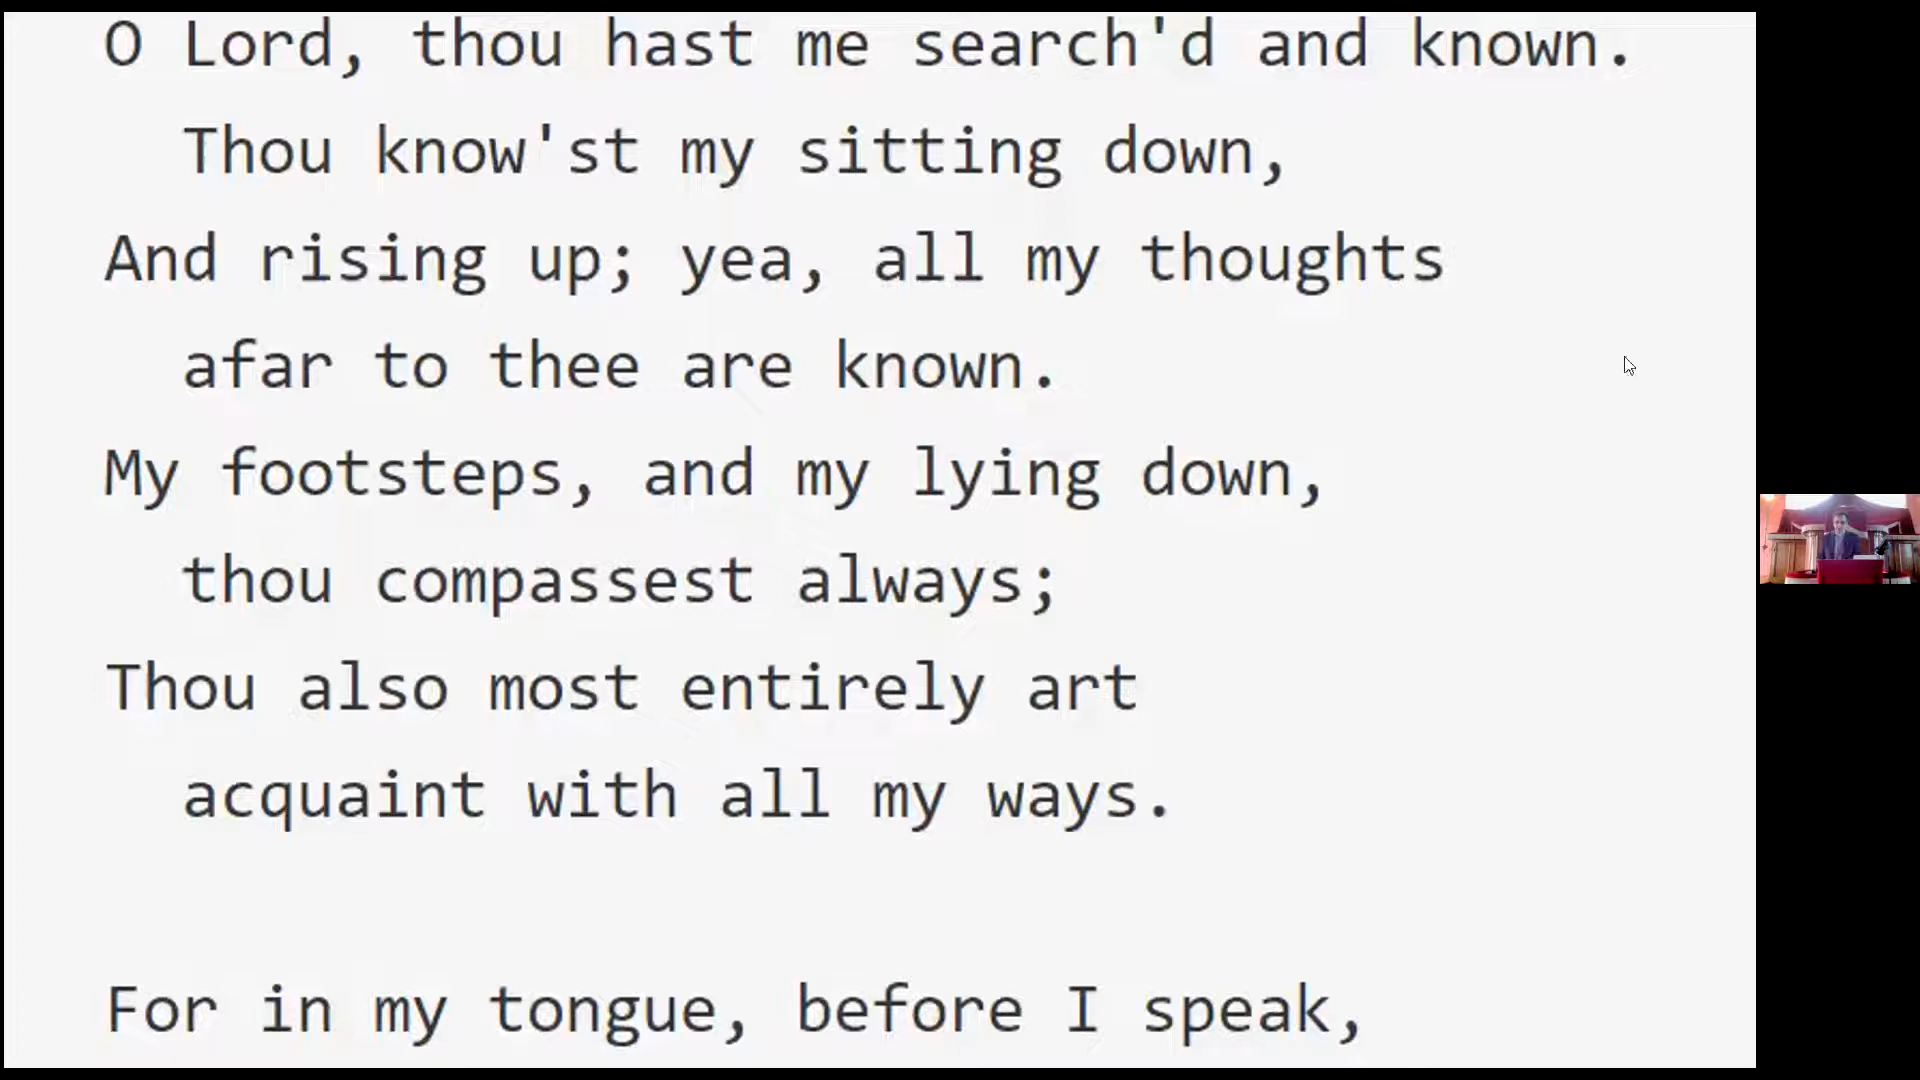 O Lord, thou hast me search'd and known.
Thou know'st my sitting down,
And rising up; yea, all my thoughts
afar to thee are known.
My footsteps, and my lying down,
thou compassest always;
Thou also most entirely art
acquaint with all my ways.
For in my tongue, before I speak,